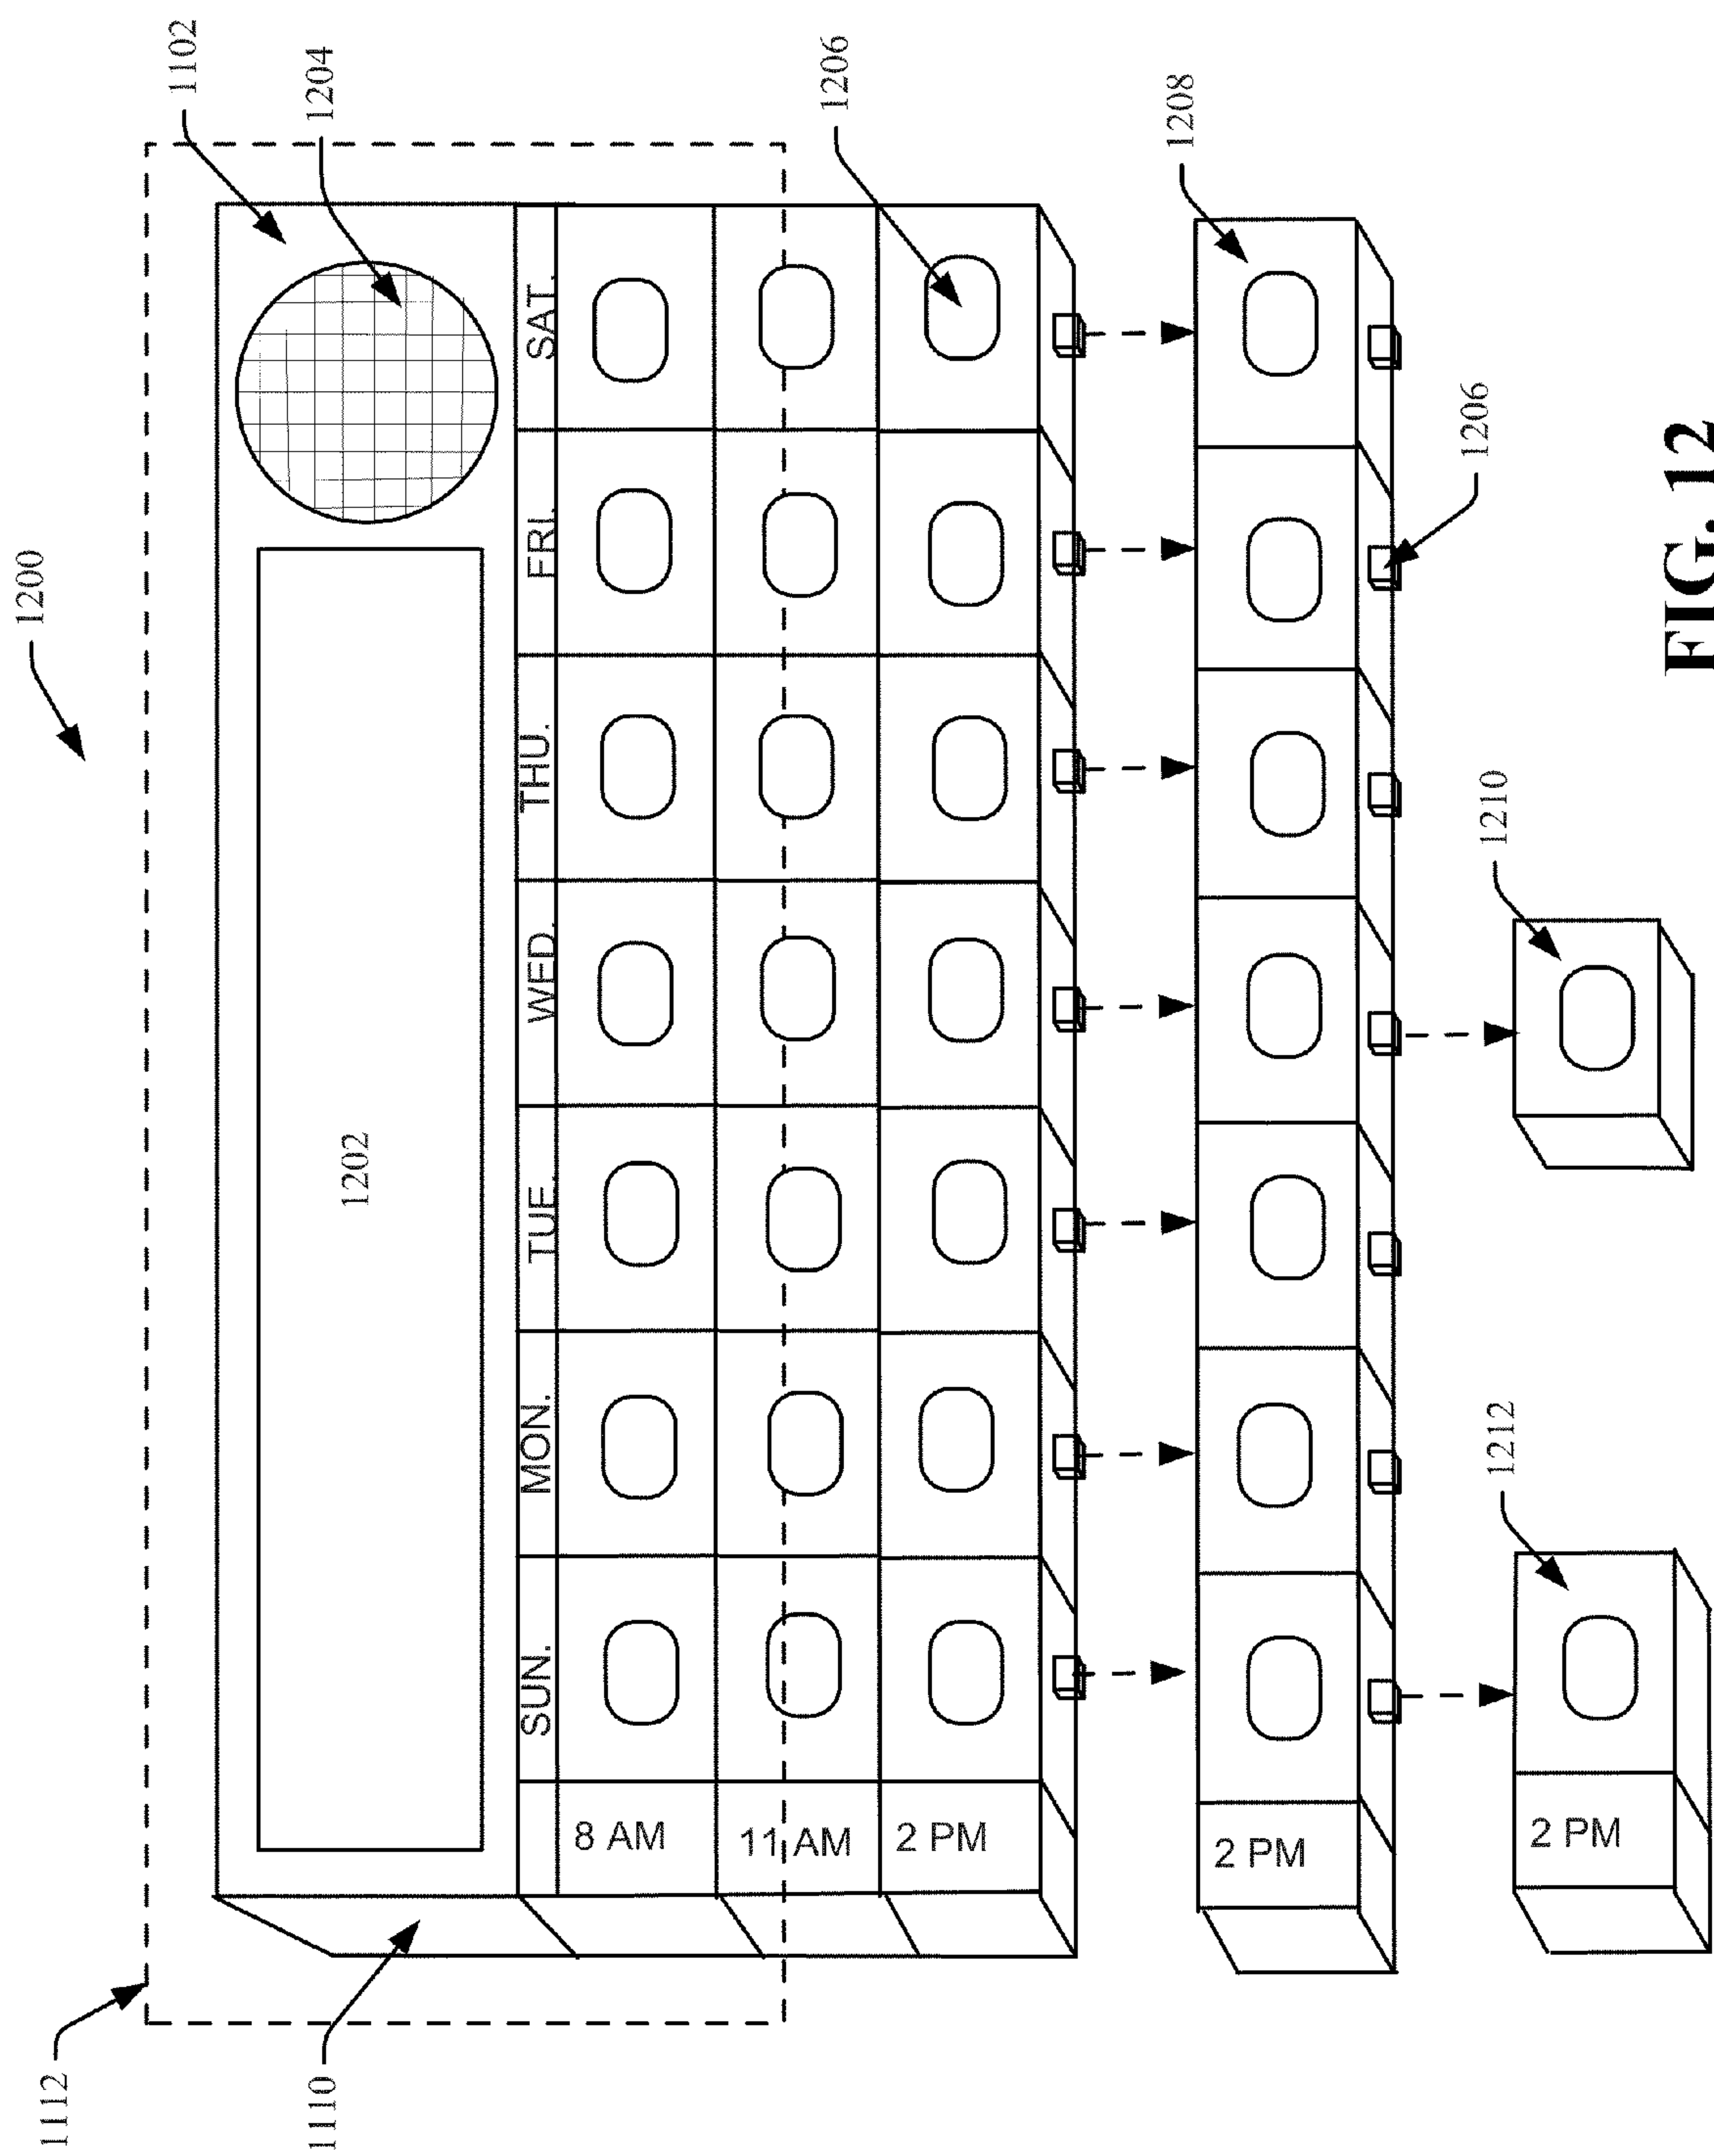 1200
1112
1102
1204
1202
1110
SUN. MON. TUE. WED. THU. FRI. SAT.
8 AM
11 AM
2 PM
1206
1208
2 PM
1206
1212
1210
2 PM
FIG. 12